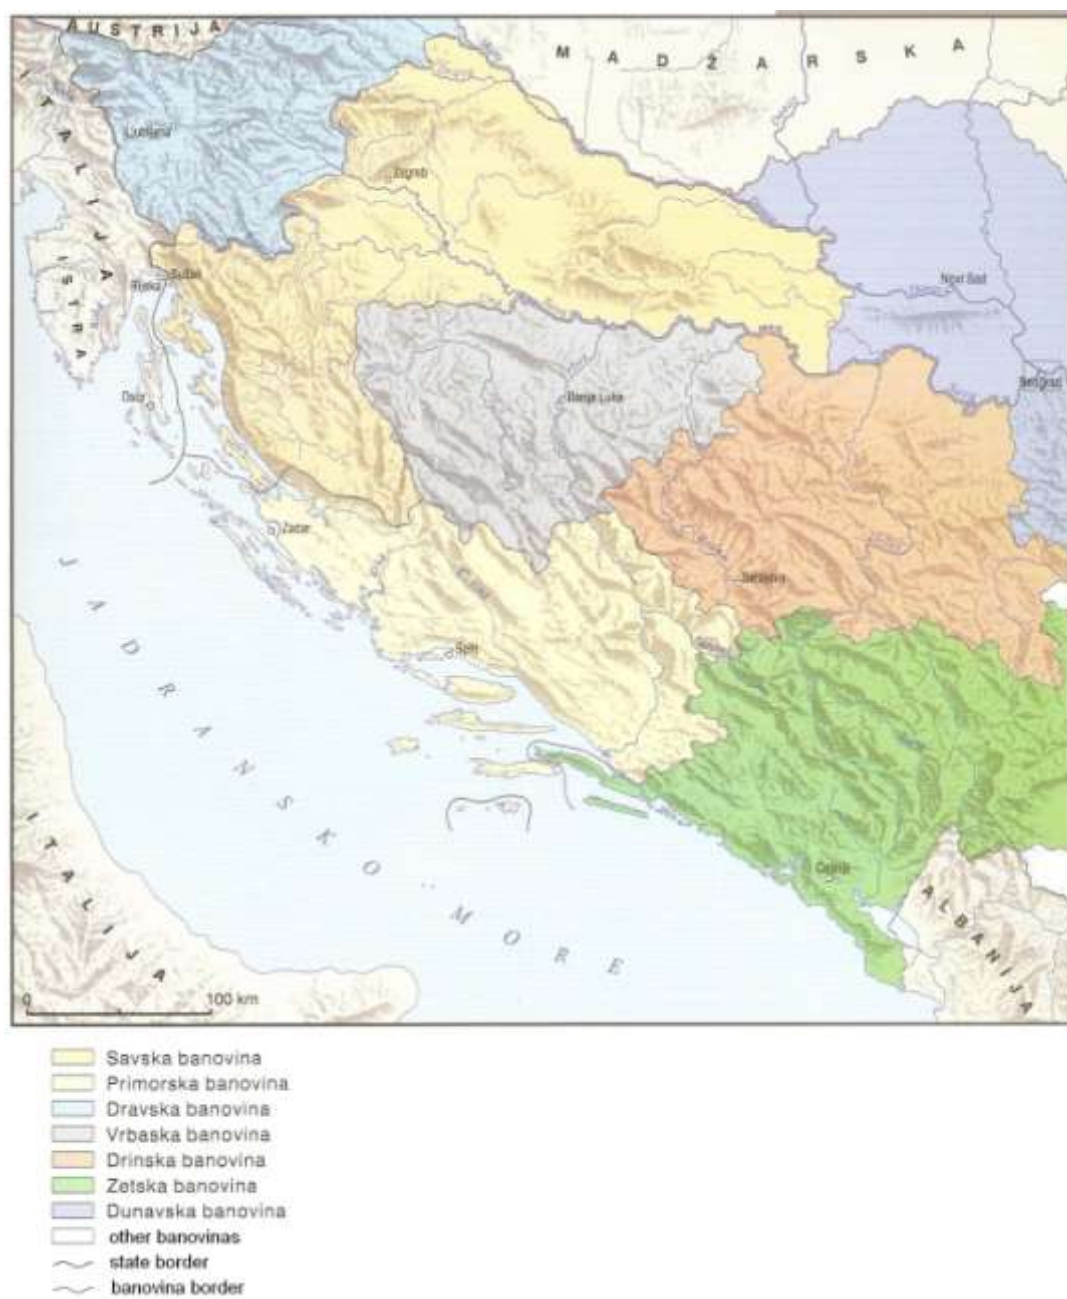 AUSTRIJA
MADŽARSKA
ITALIJA
Ljubljana
Zagreb
ISTRA
Rijeka
Sušak
Novi Sad
Beograd
Banja Luka
Zadar
Sarajevo
Split
JADRANSKO MORE
Cetinje
ALBANIJA
ITALIJA
0 100 km
Savska banovina
Primorska banovina
Dravska banovina
Vrbaska banovina
Drinska banovina
Zetska banovina
Dunavska banovina
other banovinas
state border
banovina border